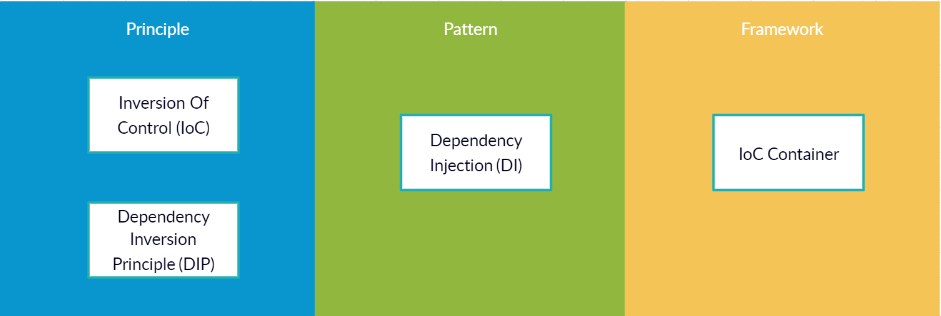 Principle
Pattern
Framework
Inversion Of
Control (IoC)
Dependency
Inversion
Principle (DIP)
Dependency
Injection (DI)
IoC Container